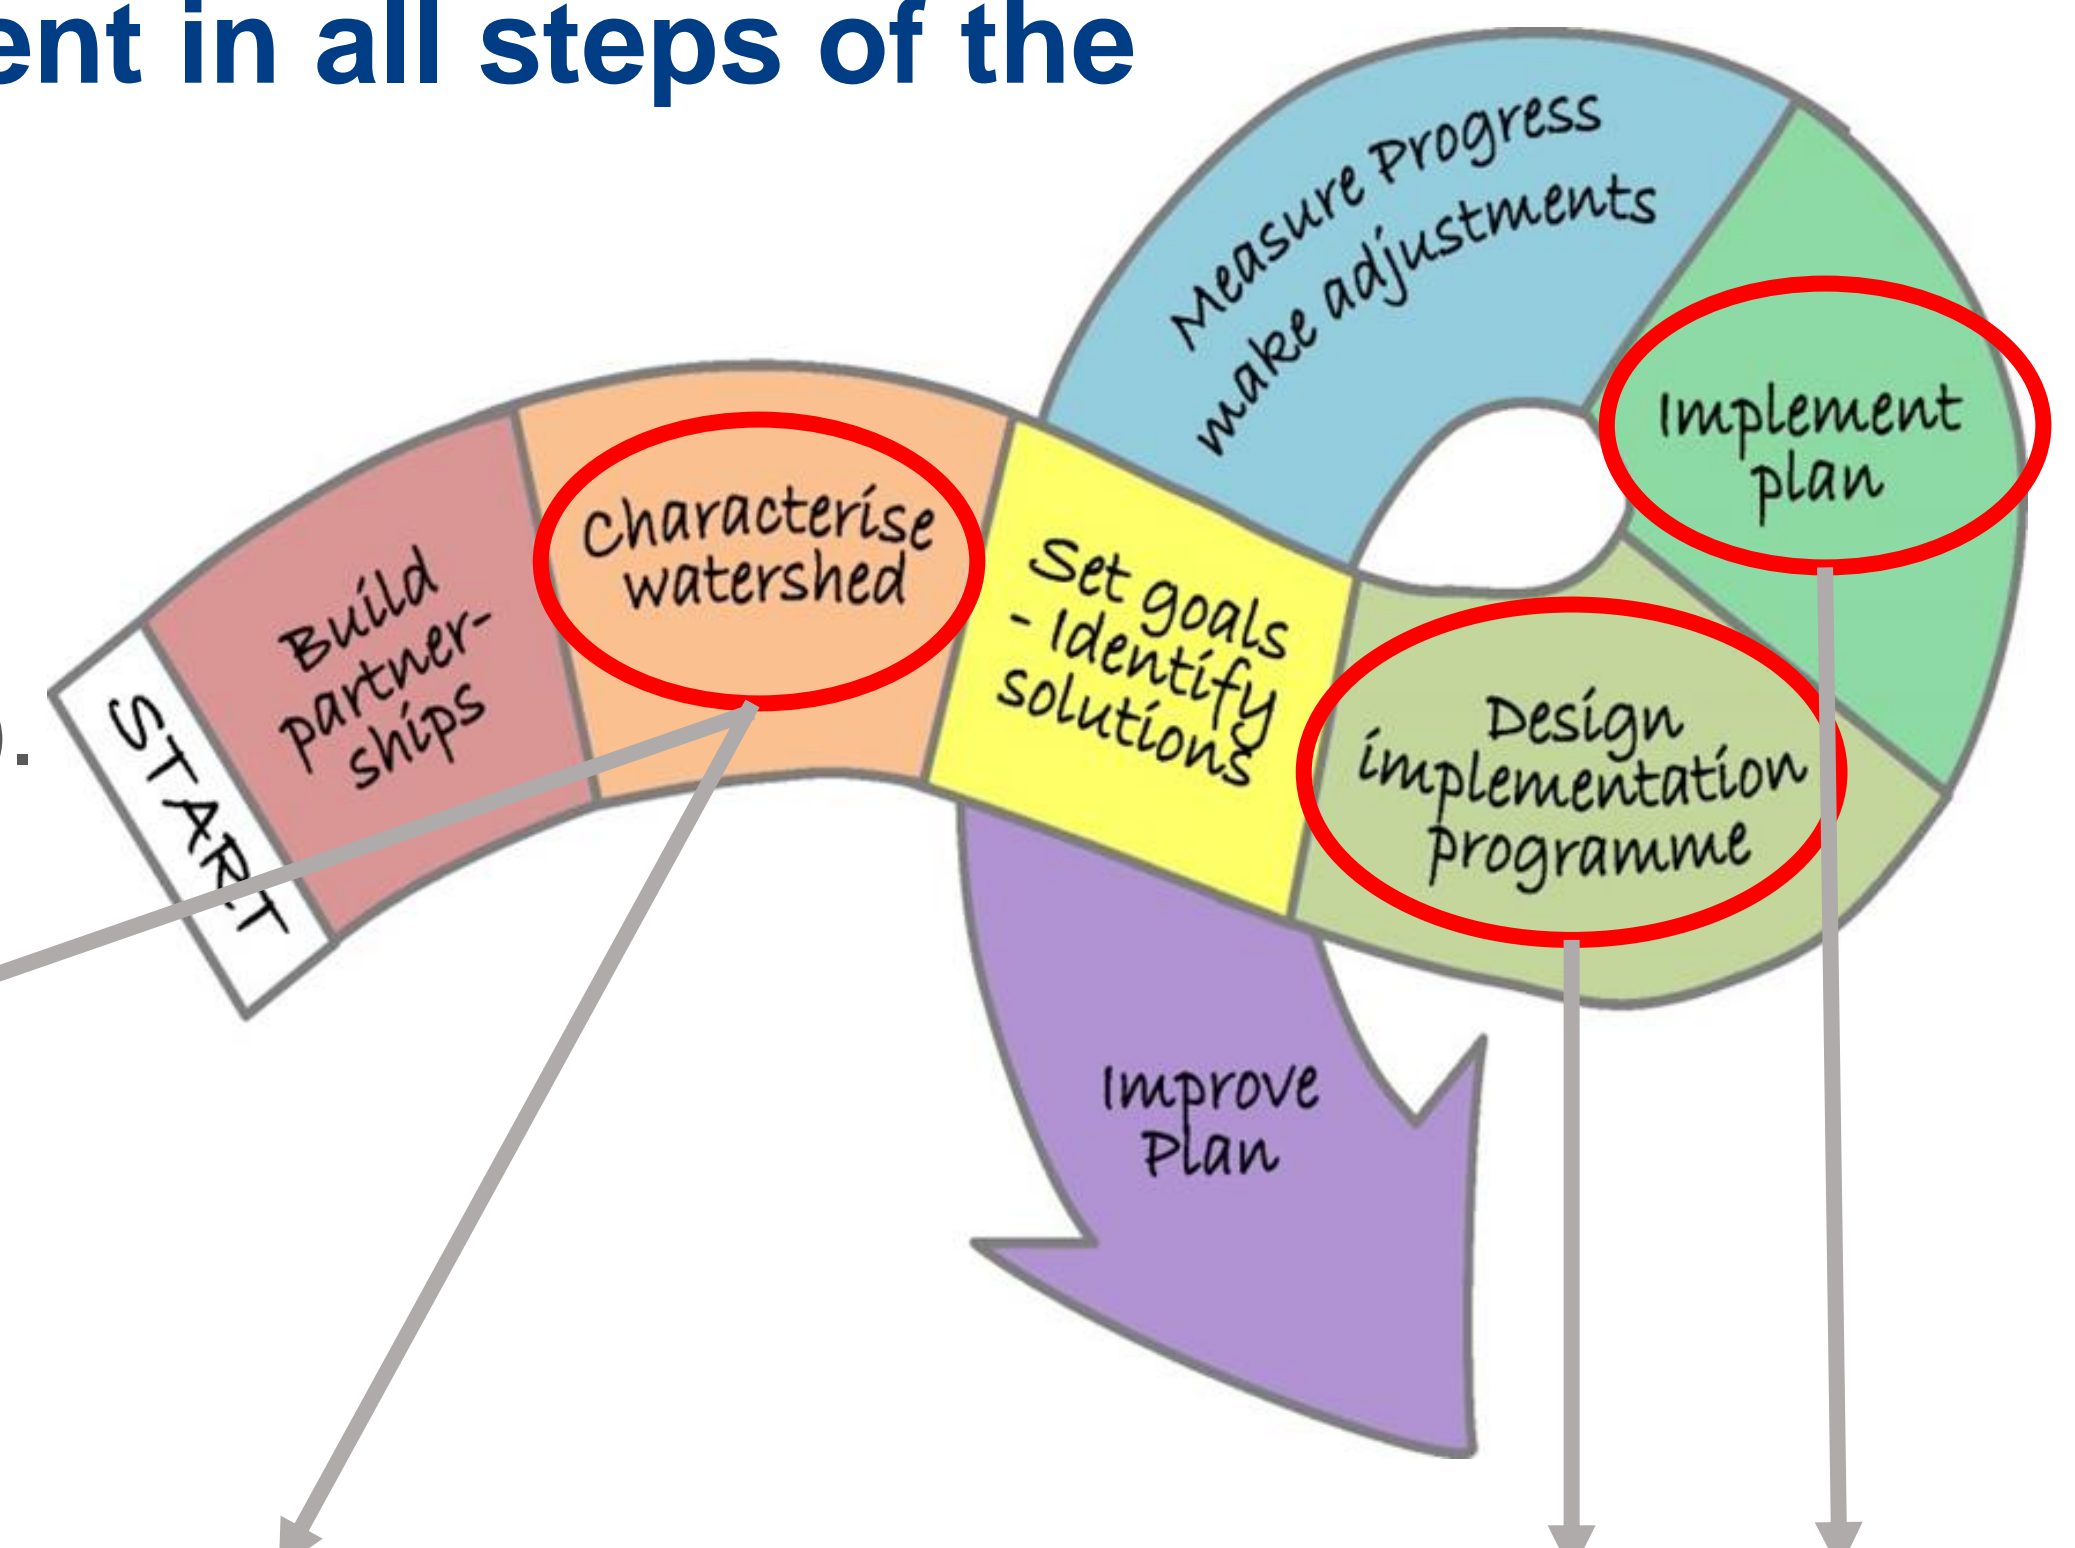 ent in all steps of the
Measure Progress
make adjustments
Implement
plan
Characterise
watershed
Set goals
- Identify
solutions
Build
partner-
ships
START
Design
implementation
programme
Improve
Plan
).